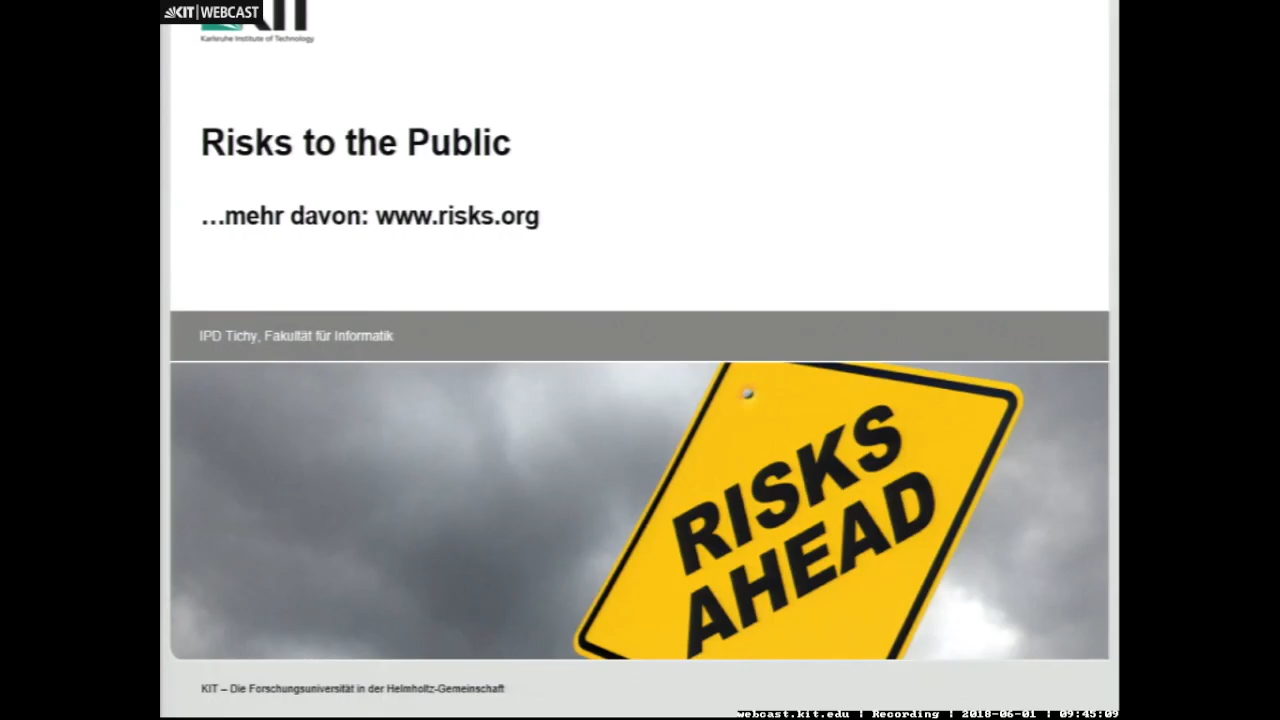 KIT | WEBCAST
KIT
Karlsruhe Institute of Technology
Risks to the Public
...mehr davon: www.risks.org
IPD Tichy, Fakultät für Informatik
RISKS
AHEAD
KIT – Die Forschungsuniversität in der Helmholtz-Gemeinschaft
webcast.kit.edu | Recording | 2018-06-01 | 09:45:09